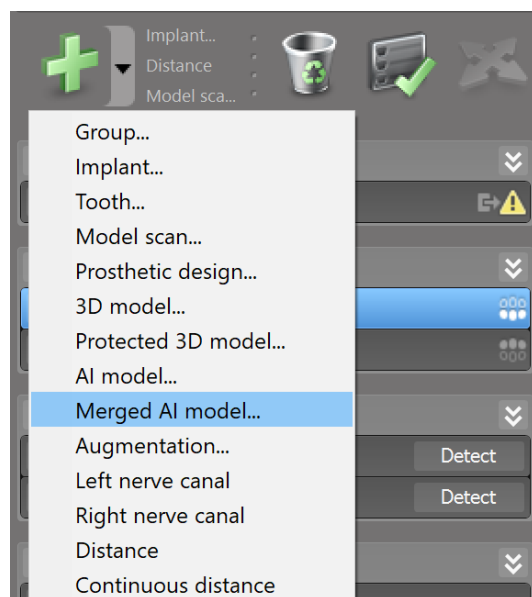 Implant...
Distance
Model sca...
Group...
Implant...
Tooth...
Model scan...
Prosthetic design...
3D model...
Protected 3D model...
AI model...
Merged AI model...
Augmentation...
Detect
Left nerve canal
Detect
Right nerve canal
Distance
Continuous distance